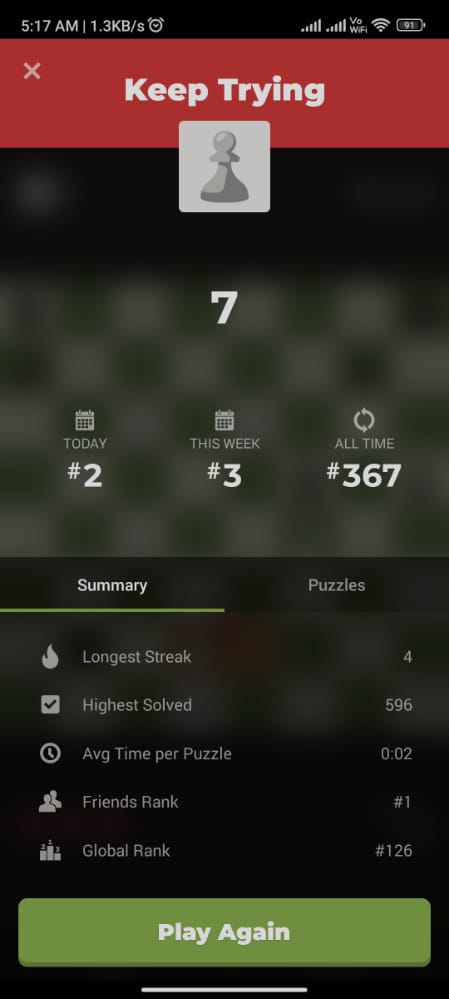 5:17 AM | 1.3KB/s
Vo WiFi
91
Keep Trying
7
TODAY
THIS WEEK
ALL TIME
#2
#3
#367
Summary
Puzzles
Longest Streak 4
Highest Solved 596
Avg Time per Puzzle 0:02
Friends Rank #1
Global Rank #126
Play Again